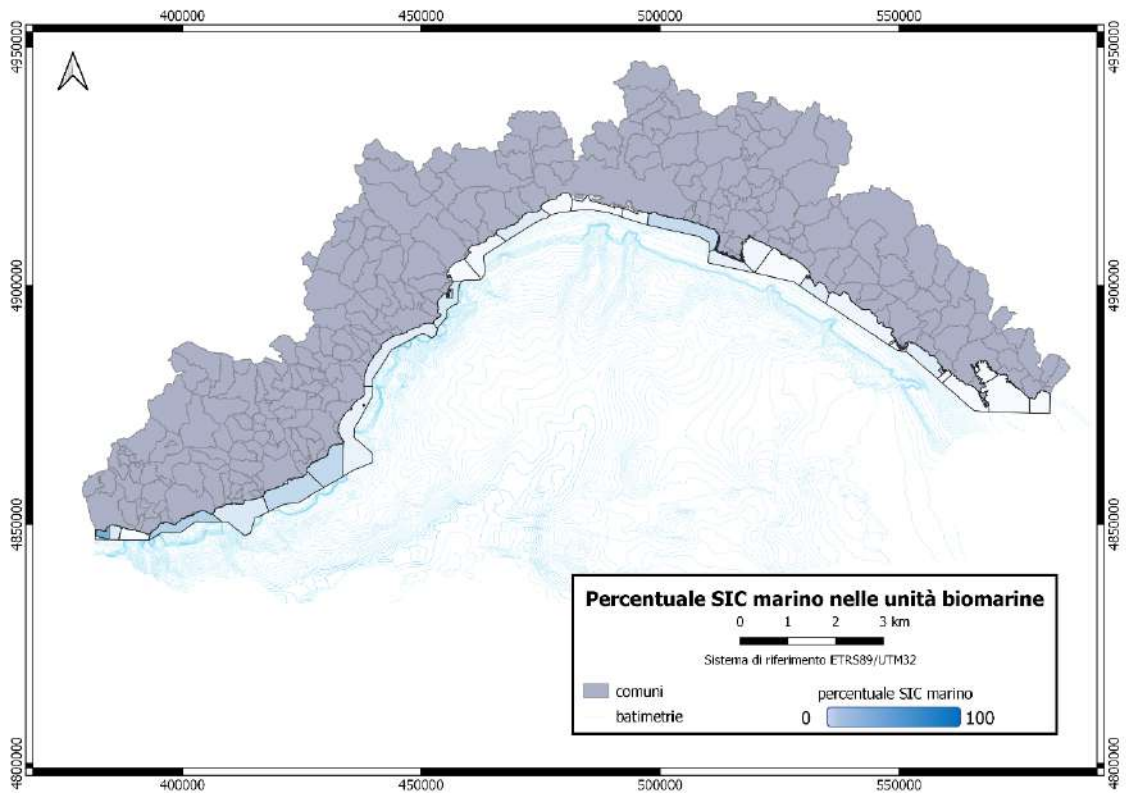 400000 450000 500000 550000
4950000 4950000
4900000 4900000
4850000 4850000
4800000 4800000
Percentuale SIC marino nelle unità biomarine
0 1 2 3 km
Sistema di riferimento ETRS89/UTM32
comuni
batimetrie
percentuale SIC marino
0 100
400000 450000 500000 550000